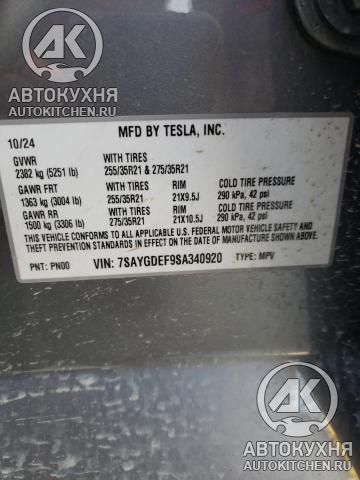 AK
АВТОКУХНЯ
AVTOKITCHEN.RU
10/24
MFD BY TESLA, INC.
GVWR WITH TIRES
2382 kg (5251 lb) 255/35R21 & 275/35R21
GAWR FRT WITH TIRES RIM COLD TIRE PRESSURE
1363 kg (3004 lb) 255/35R21 21X9.5J 290 kPa, 42 psi
GAWR RR WITH TIRES RIM COLD TIRE PRESSURE
1500 kg (3306 lb) 275/35R21 21X10.5J 290 kPa, 42 psi
THIS VEHICLE CONFORMS TO ALL APPLICABLE U.S. FEDERAL MOTOR VEHICLE SAFETY AND
THEFT PREVENTION STANDARDS IN EFFECT ON THE DATE OF MANUFACTURE SHOWN ABOVE.
PNT: PN00 VIN: 7SAYGDEF9SA340920 TYPE: MPV
AK
АВТОКУХНЯ
AVTOKITCHEN.RU